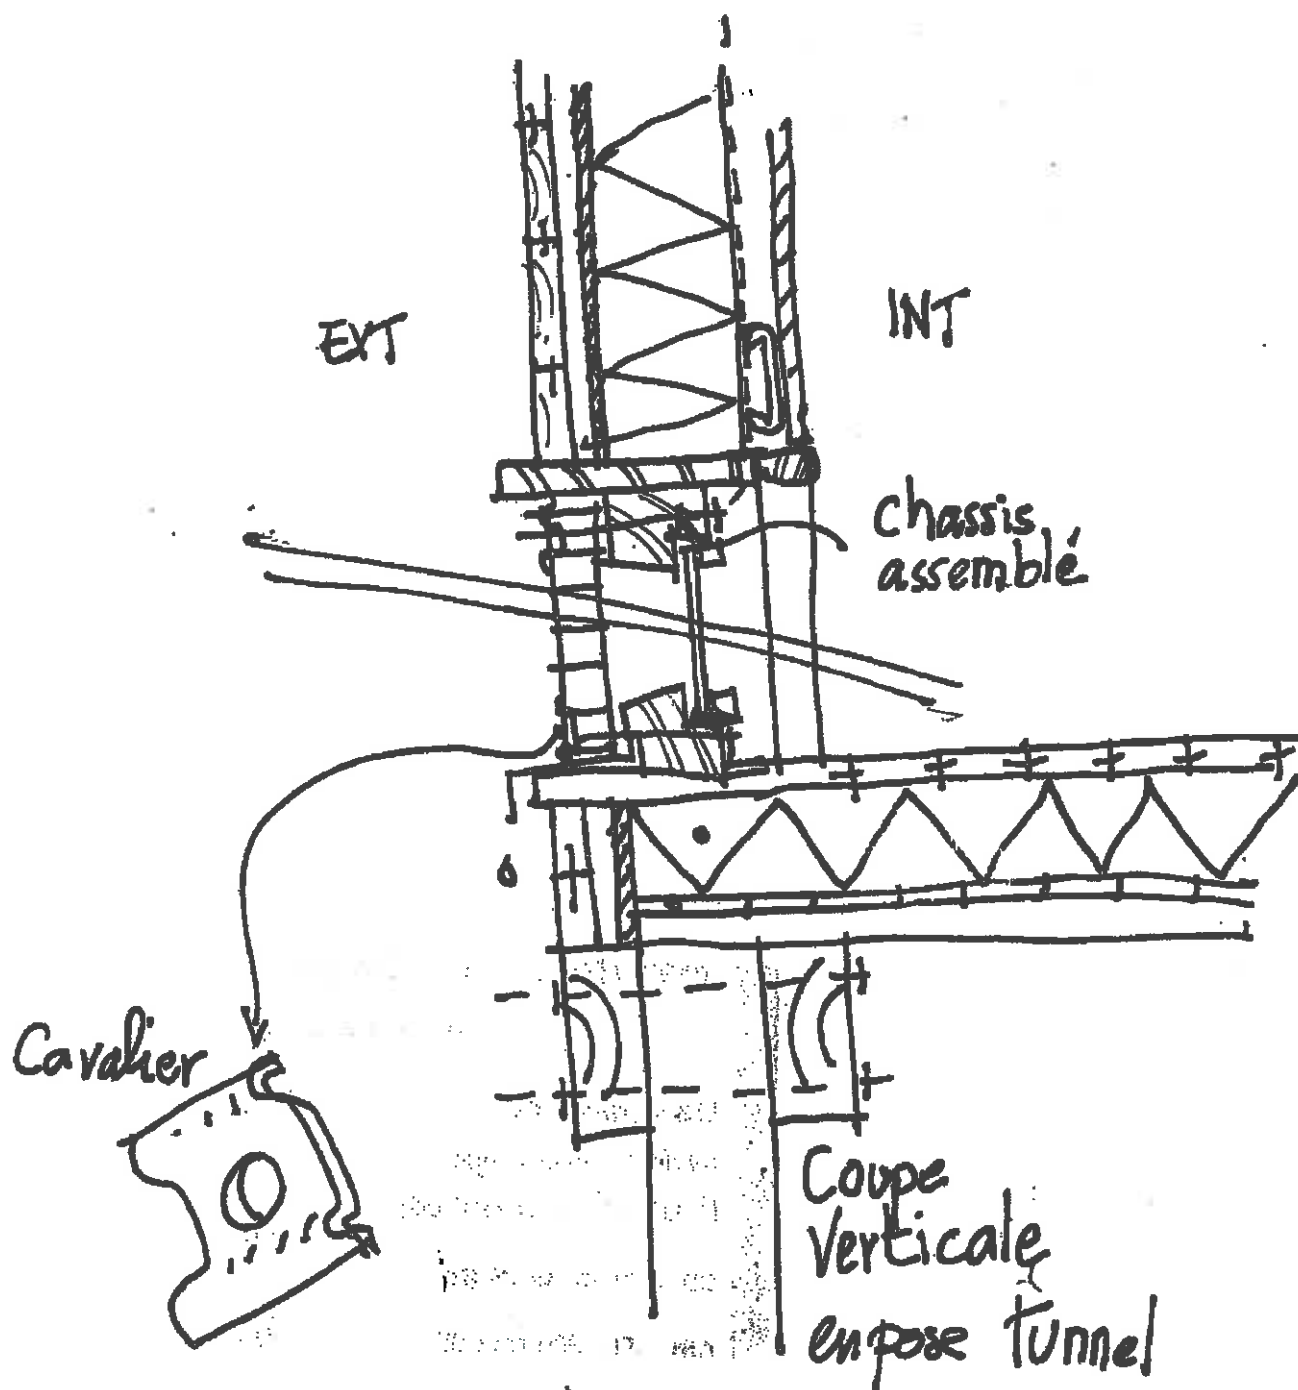 EXT
INT
Chassis
assemblé
Cavalier
Coupe
Verticale
en pose tunnel